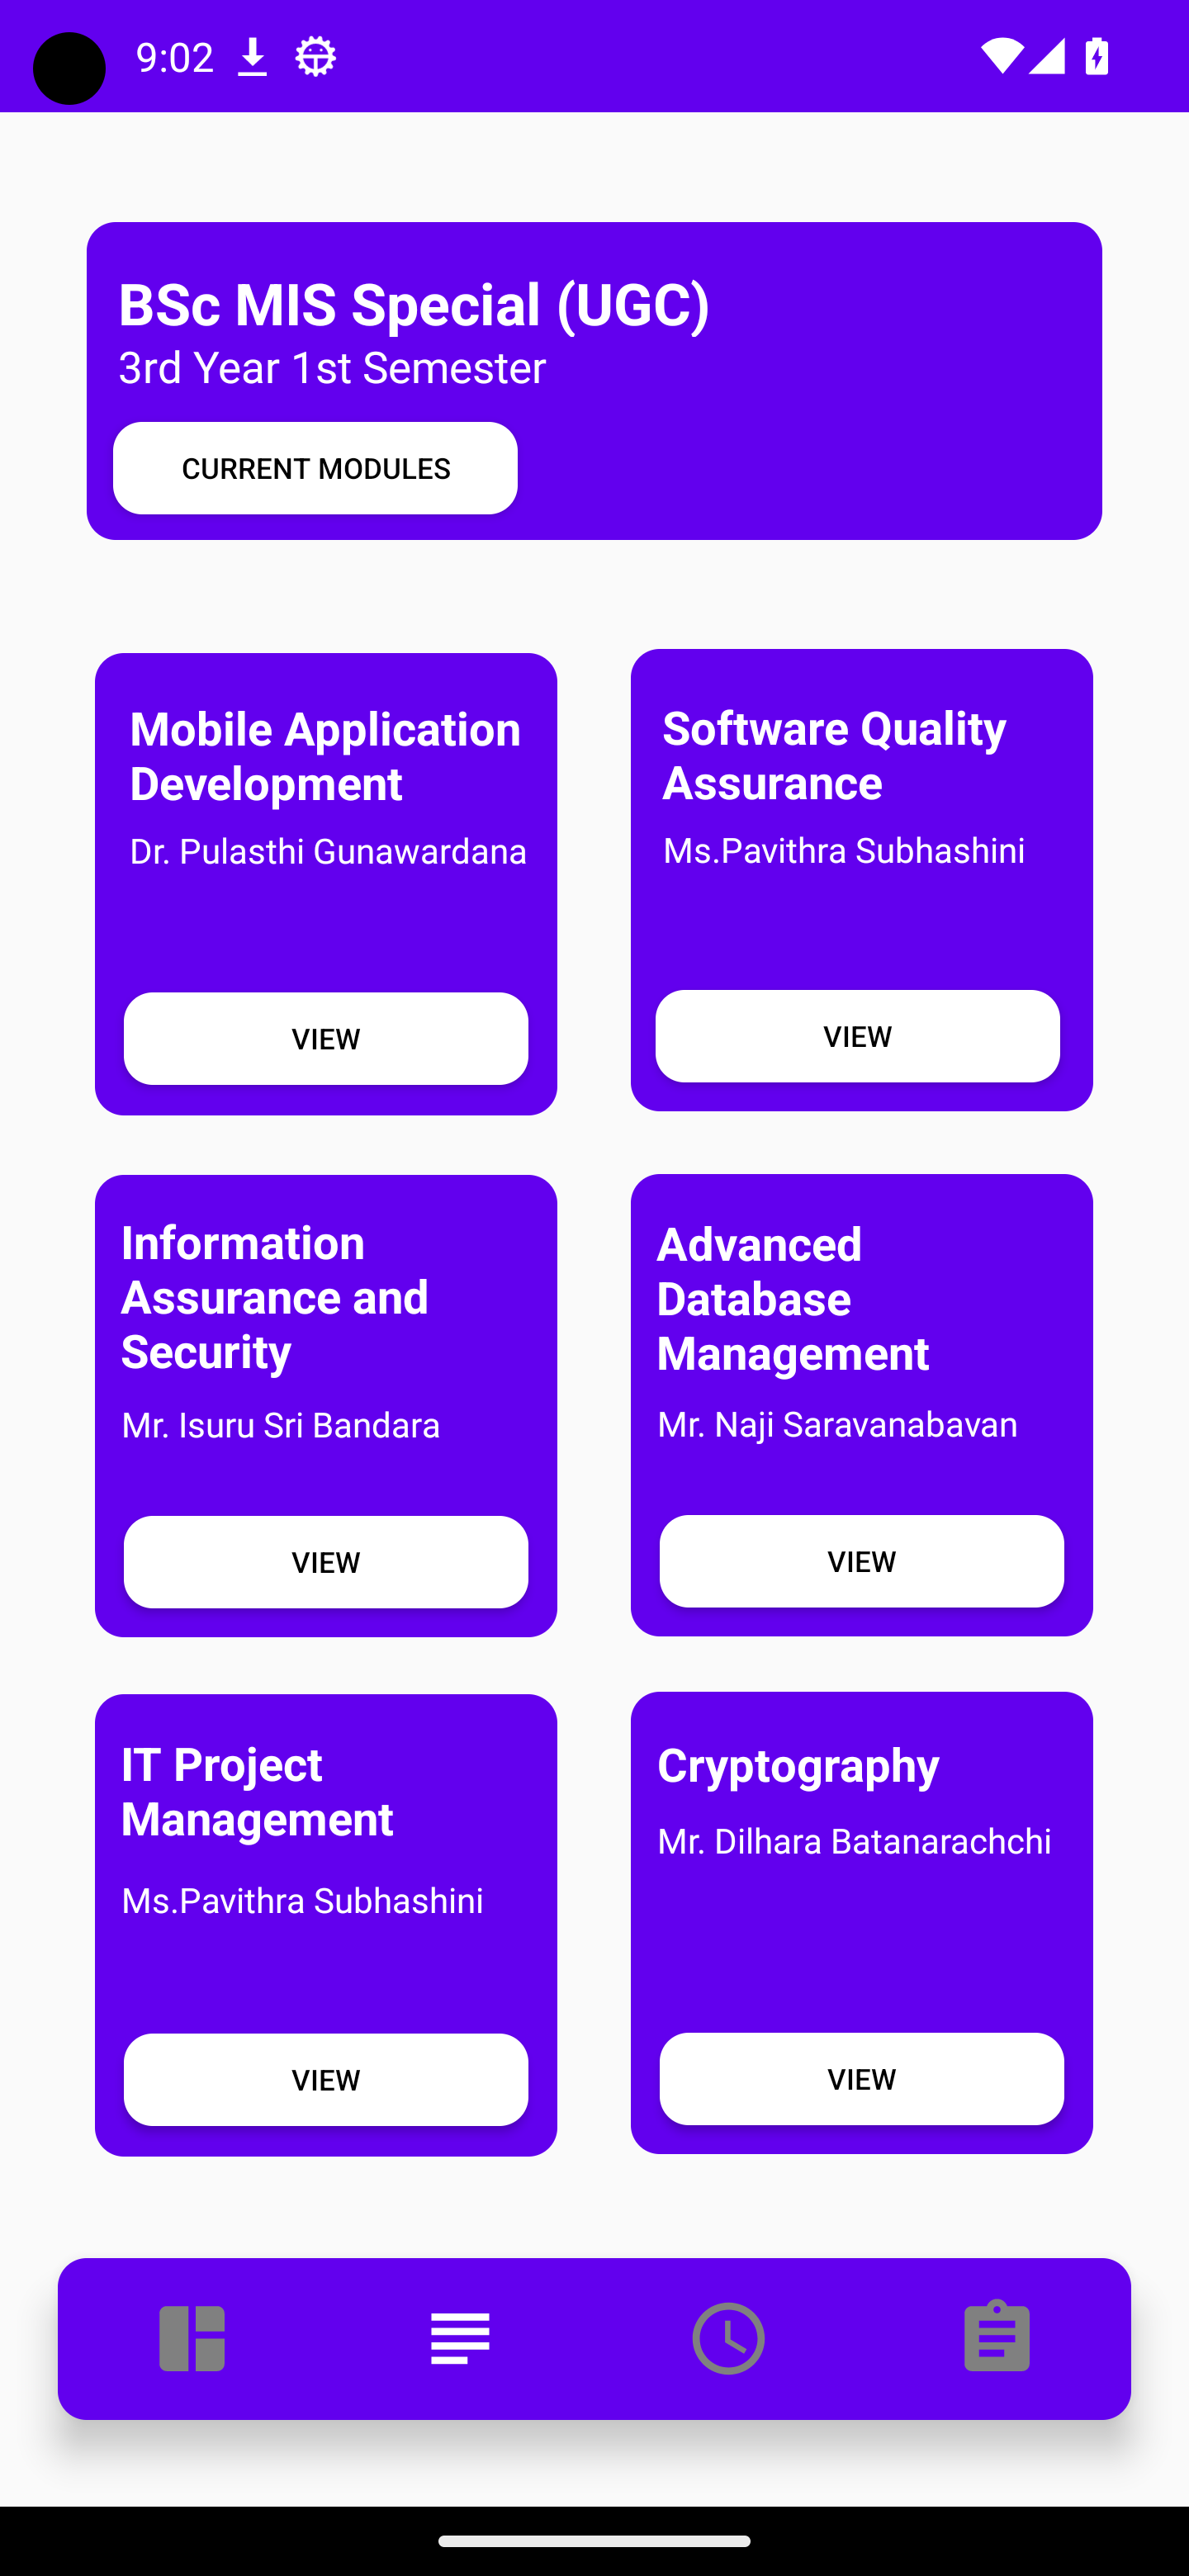 9:02
BSc MIS Special (UGC)
3rd Year 1st Semester
CURRENT MODULES
Mobile Application
Development
Dr. Pulasthi Gunawardana
VIEW
Software Quality
Assurance
Ms.Pavithra Subhashini
VIEW
Information
Assurance and
Security
Mr. Isuru Sri Bandara
VIEW
Advanced
Database
Management
Mr. Naji Saravanabavan
VIEW
IT Project
Management
Ms.Pavithra Subhashini
VIEW
Cryptography
Mr. Dilhara Batanarachchi
VIEW